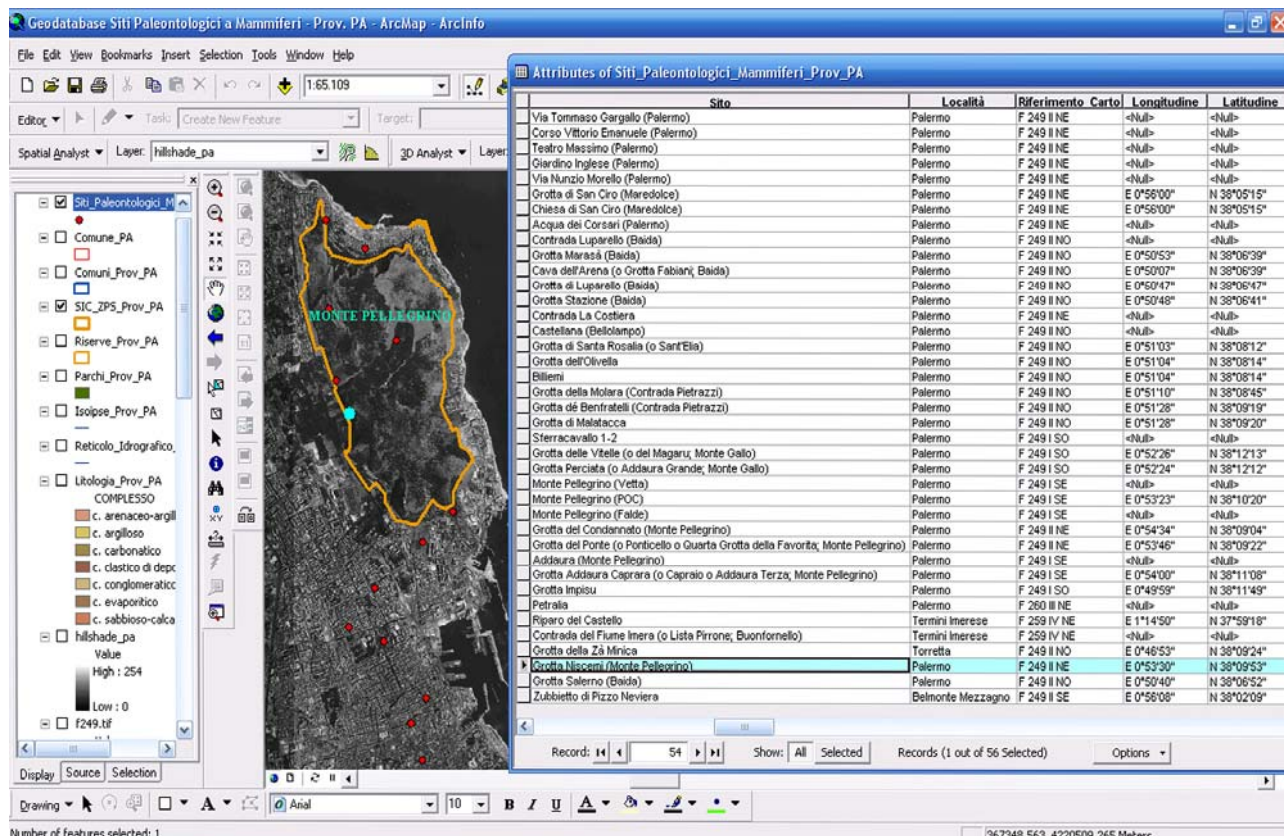 Geodatabase Siti Paleontologici a Mammiferi - Prov. PA - ArcMap - ArcInfo
File Edit View Bookmarks Insert Selection Tools Window Help
1:65.109
Editor Task: Create New Feature Target:
Spatial Analyst Layer: hillshade_pa 3D Analyst Layer:
Siti_Paleontologici_M
Comune_PA
Comuni_Prov_PA
SIC_ZPS_Prov_PA
Riserve_Prov_PA
Parchi_Prov_PA
Isoipse_Prov_PA
Reticolo_Idrografico_
Litologia_Prov_PA
COMPLESSO
c. arenaceo-argill
c. argilloso
c. carbonatico
c. clastico di depo
c. conglomeratico
c. evaporitico
c. sabbioso-calca
hillshade_pa
Value
High : 254
Low : 0
f249.tif
Display Source Selection
MONTE PELLEGRINO
Attributes of Siti_Paleontologici_Mammiferi_Prov_PA
Sito Località Riferimento_Carto Longitudine Latitudine
Via Tommaso Gargallo (Palermo) Palermo F 249 II NE <Null> <Null>
Corso Vittorio Emanuele (Palermo) Palermo F 249 II NE <Null> <Null>
Teatro Massimo (Palermo) Palermo F 249 II NE <Null> <Null>
Giardino Inglese (Palermo) Palermo F 249 II NE <Null> <Null>
Via Nunzio Morello (Palermo) Palermo F 249 II NE <Null> <Null>
Grotta di San Ciro (Maredolce) Palermo F 249 II NE E 0°56'00" N 38°05'15"
Chiesa di San Ciro (Maredolce) Palermo F 249 II NE E 0°56'00" N 38°05'15"
Acqua dei Corsari (Palermo) Palermo F 249 II NE <Null> <Null>
Contrada Luparello (Baida) Palermo F 249 II NO <Null> <Null>
Grotta Marasà (Baida) Palermo F 249 II NO E 0°50'53" N 38°06'39"
Cava dell'Arena (o Grotta Fabiani; Baida) Palermo F 249 II NO E 0°50'07" N 38°06'39"
Grotta di Luparello (Baida) Palermo F 249 II NO E 0°50'47" N 38°06'47"
Grotta Stazione (Baida) Palermo F 249 II NO E 0°50'48" N 38°06'41"
Contrada La Costiera Palermo F 249 II NE <Null> <Null>
Castellana (Bellolampo) Palermo F 249 II NO <Null> <Null>
Grotta di Santa Rosalia (o Sant'Elia) Palermo F 249 II NO E 0°51'03" N 38°08'12"
Grotta dell'Olivella Palermo F 249 II NO E 0°51'04" N 38°08'14"
Billiemi Palermo F 249 II NO E 0°51'04" N 38°08'14"
Grotta della Molara (Contrada Pietrazzi) Palermo F 249 II NO E 0°51'10" N 38°08'45"
Grotta dé Benfratelli (Contrada Pietrazzi) Palermo F 249 II NO E 0°51'28" N 38°09'19"
Grotta di Malatacca Palermo F 249 II NO E 0°51'28" N 38°09'20"
Sferracavallo 1-2 Palermo F 249 I SO <Null> <Null>
Grotta delle Vitelle (o del Magaru; Monte Gallo) Palermo F 249 I SO E 0°52'26" N 38°12'13"
Grotta Perciata (o Addaura Grande; Monte Gallo) Palermo F 249 I SO E 0°52'24" N 38°12'12"
Monte Pellegrino (Vetta) Palermo F 249 I SE <Null> <Null>
Monte Pellegrino (POC) Palermo F 249 I SE E 0°53'23" N 38°10'20"
Monte Pellegrino (Falde) Palermo F 249 I SE <Null> <Null>
Grotta del Condannato (Monte Pellegrino) Palermo F 249 II NE E 0°54'34" N 38°09'04"
Grotta del Ponte (o Ponticello o Quarta Grotta della Favorita; Monte Pellegrino) Palermo F 249 II NE E 0°53'46" N 38°09'22"
Addaura (Monte Pellegrino) Palermo F 249 I SE <Null> <Null>
Grotta Addaura Caprara (o Capraio o Addaura Terza; Monte Pellegrino) Palermo F 249 I SE E 0°54'00" N 38°11'08"
Grotta Impisu Palermo F 249 I SO E 0°49'59" N 38°11'49"
Petralia Palermo F 260 III NE <Null> <Null>
Riparo del Castello Termini Imerese F 259 IV NE E 1°14'50" N 37°59'18"
Contrada del Fiume Imera (o Lista Pirrone; Buonfornello) Termini Imerese F 259 IV NE <Null> <Null>
Grotta della Zà Minica Torretta F 249 II NO E 0°46'53" N 38°09'24"
Grotta Niscemi (Monte Pellegrino) Palermo F 249 II NE E 0°53'30" N 38°09'53"
Grotta Salerno (Baida) Palermo F 249 II NO E 0°50'40" N 38°06'52"
Zubbietto di Pizzo Neviera Belmonte Mezzagno F 249 II SE E 0°56'08" N 38°02'09"
Record: 54 Show: All Selected Records (1 out of 56 Selected) Options
Drawing A Arial 10 B I U A
Number of features selected: 1 367348,563 4220509,265 Meters